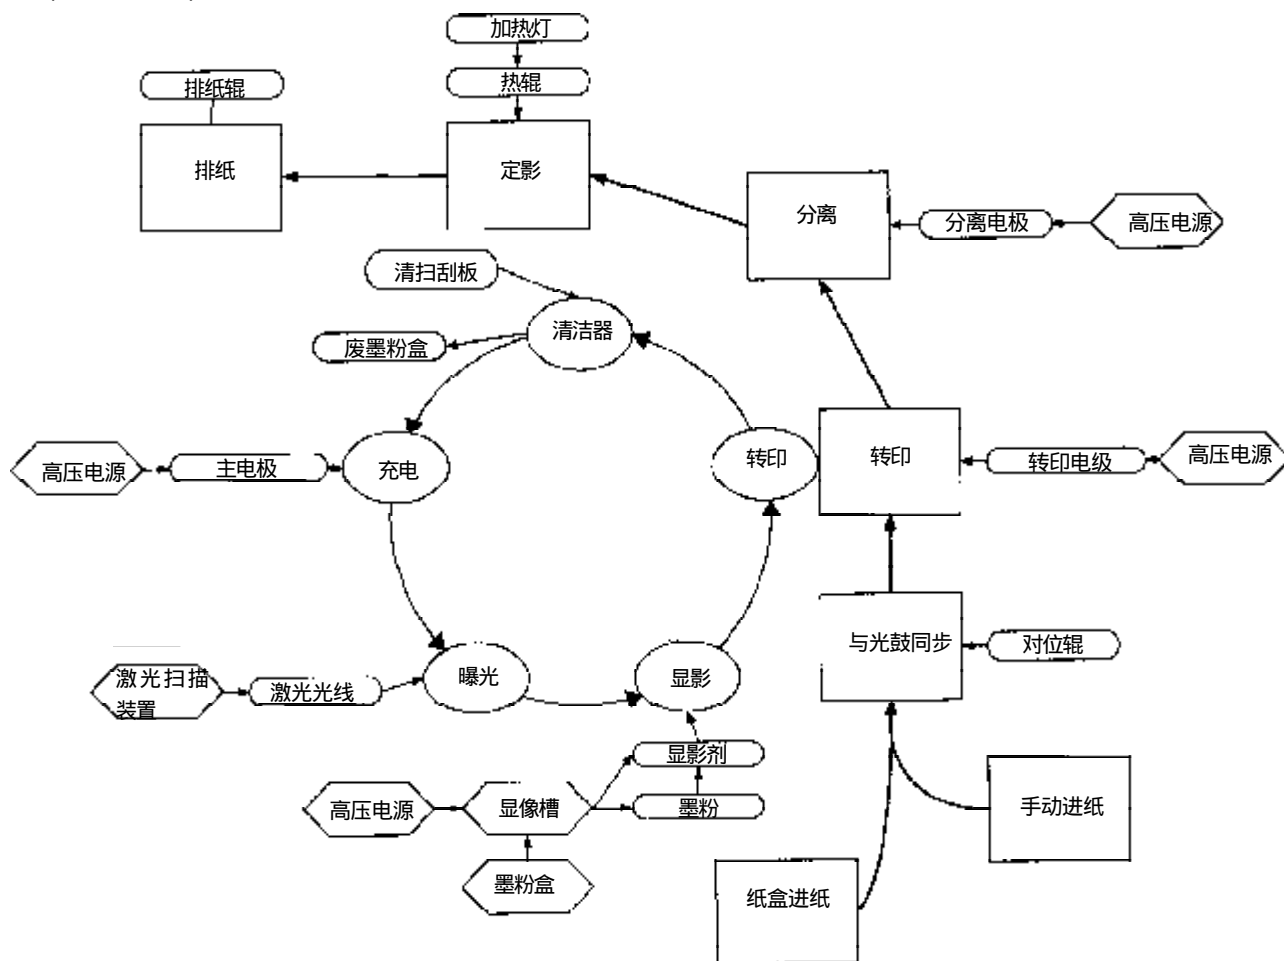 加热灯
排纸辊
热辊
排纸
定影
分离
分离电极
高压电源
清扫刮板
清洁器
废墨粉盒
高压电源
主电极
充电
转印
转印
转印电级
高压电源
与光鼓同步
对位辊
激光扫描
装置
激光光线
曝光
显影
显影剂
高压电源
显像槽
墨粉
手动进纸
墨粉盒
纸盒进纸